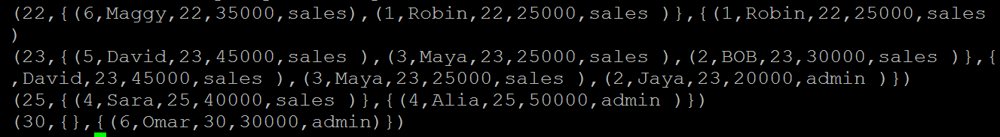 (22,{(6,Maggy,22,35000,sales),(1,Robin,22,25000,sales )},{(1,Robin,22,25000,sales
)
(23,{(5,David,23,45000,sales ),(3,Maya,23,25000,sales ),(2,BOB,23,30000,sales )},{
,David,23,45000,sales ),(3,Maya,23,25000,sales ),(2,Jaya,23,20000,admin )})
(25,{(4,Sara,25,40000,sales )},{(4,Alia,25,50000,admin )})
(30,{},{(6,Omar,30,30000,admin)})